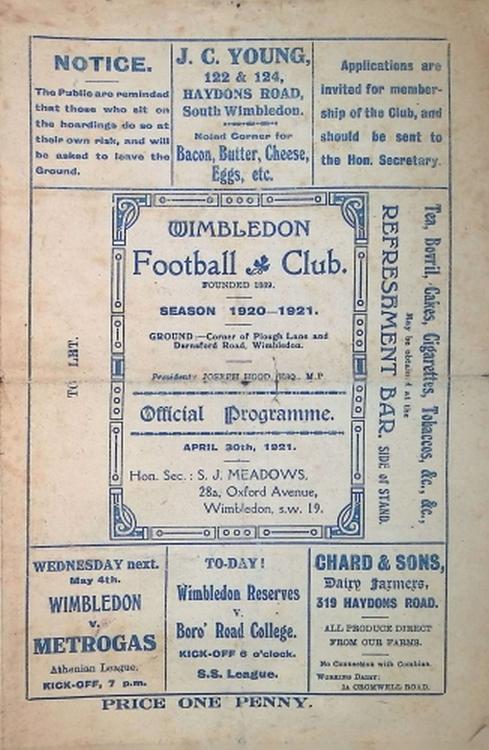 NOTICE.
The Public are reminded
that those who sit on
the hoardings do so at
their own risk, and will
be asked to leave the
Ground.
J. C. YOUNG,
122 & 124,
HAYDONS ROAD,
South Wimbledon.
Noted Corner for
Bacon, Butter, Cheese,
Eggs, etc.
Applications are
invited for member-
ship of the Club, and
should be sent to
the Hon. Secretary.
TO LET.
WIMBLEDON
Football Club.
FOUNDED 1889.
SEASON 1920—1921.
GROUND:—Corner of Plough Lane and
Durnsford Road, Wimbledon.
President: JOSEPH HOOD, ESQ., M.P.
Official Programme.
APRIL 30th, 1921.
Hon. Sec.: S. J. MEADOWS,
28a, Oxford Avenue,
Wimbledon, s.w. 19.
Tea, Bovril, Cakes, Cigarettes, Tobaccos, &c., &c.,
May be obtained at the
REFRESHMENT BAR. SIDE OF STAND.
WEDNESDAY next.
May 4th.
WIMBLEDON
v.
METROGAS
Athenian League.
KICK-OFF, 7 p.m.
TO-DAY!
Wimbledon Reserves
v.
Boro' Road College.
KICK-OFF 6 o'clock.
S.S. League.
CHARD & SONS,
Dairy Farmers,
319 HAYDONS ROAD.
ALL PRODUCE DIRECT
FROM OUR FARMS.
No Connection with Combine.
WORKING DAIRY:
1A CROMWELL ROAD.
PRICE ONE PENNY.